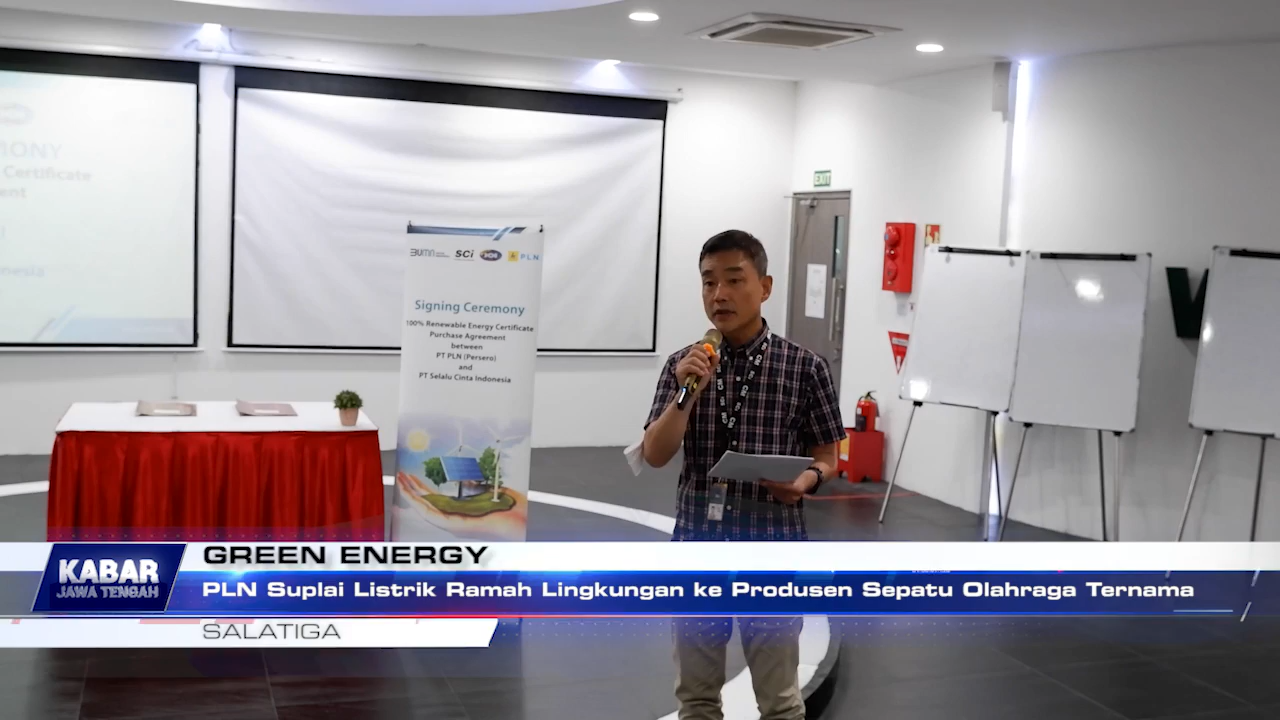 MONY
Certificate
EXIT
BUMN
SCI
PLN
Signing Ceremony
100% Renewable Energy Certificate
Purchase Agreement
between
PT PLN (Persero)
and
PT Selalu Cinta Indonesia
GREEN ENERGY
KABAR
JAWA TENGAH
PLN Suplai Listrik Ramah Lingkungan ke Produsen Sepatu Olahraga Ternama
SALATIGA